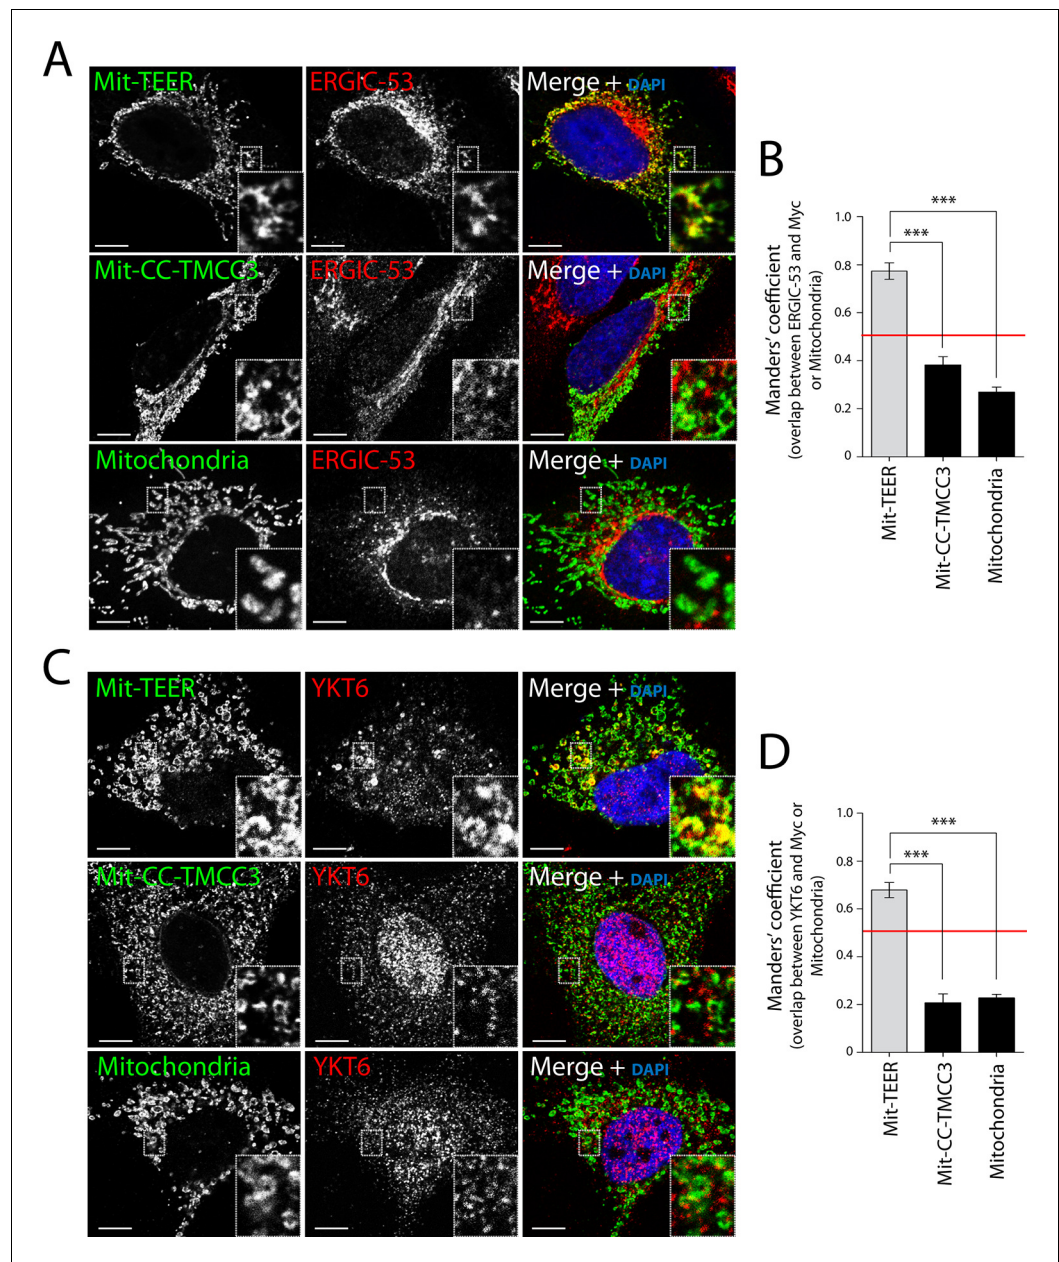 A
Mit-TEER ERGIC-53 Merge + DAPI
Mit-CC-TMCC3 ERGIC-53 Merge + DAPI
Mitochondria ERGIC-53 Merge + DAPI
B
Manders' coefficient
(overlap between ERGIC-53 and Myc
or Mitochondria)
1.0
0.8
0.6
0.4
0.2
0
***
***
Mit-TEER
Mit-CC-TMCC3
Mitochondria
C
Mit-TEER YKT6 Merge + DAPI
Mit-CC-TMCC3 YKT6 Merge + DAPI
Mitochondria YKT6 Merge + DAPI
D
Manders' coefficient
(overlap between YKT6 and Myc or
Mitochondria)
1.0
0.8
0.6
0.4
0.2
0
***
***
Mit-TEER
Mit-CC-TMCC3
Mitochondria